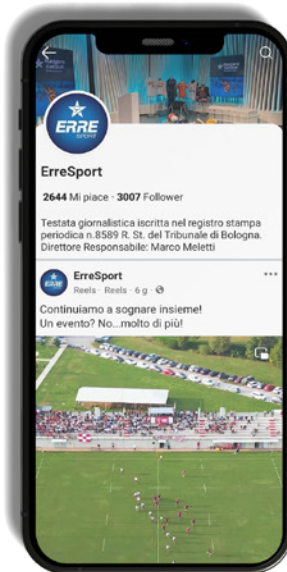 ERRE
SPORT
ErreSport
2644 Mi piace · 3007 Follower
Testata giornalistica iscritta nel registro stampa
periodica n.8589 R. St. del Tribunale di Bologna.
Direttore Responsabile: Marco Meletti
ErreSport
Reels · Reels · 6 g ·
Continuiamo a sognare insieme!
Un evento? No...molto di più!